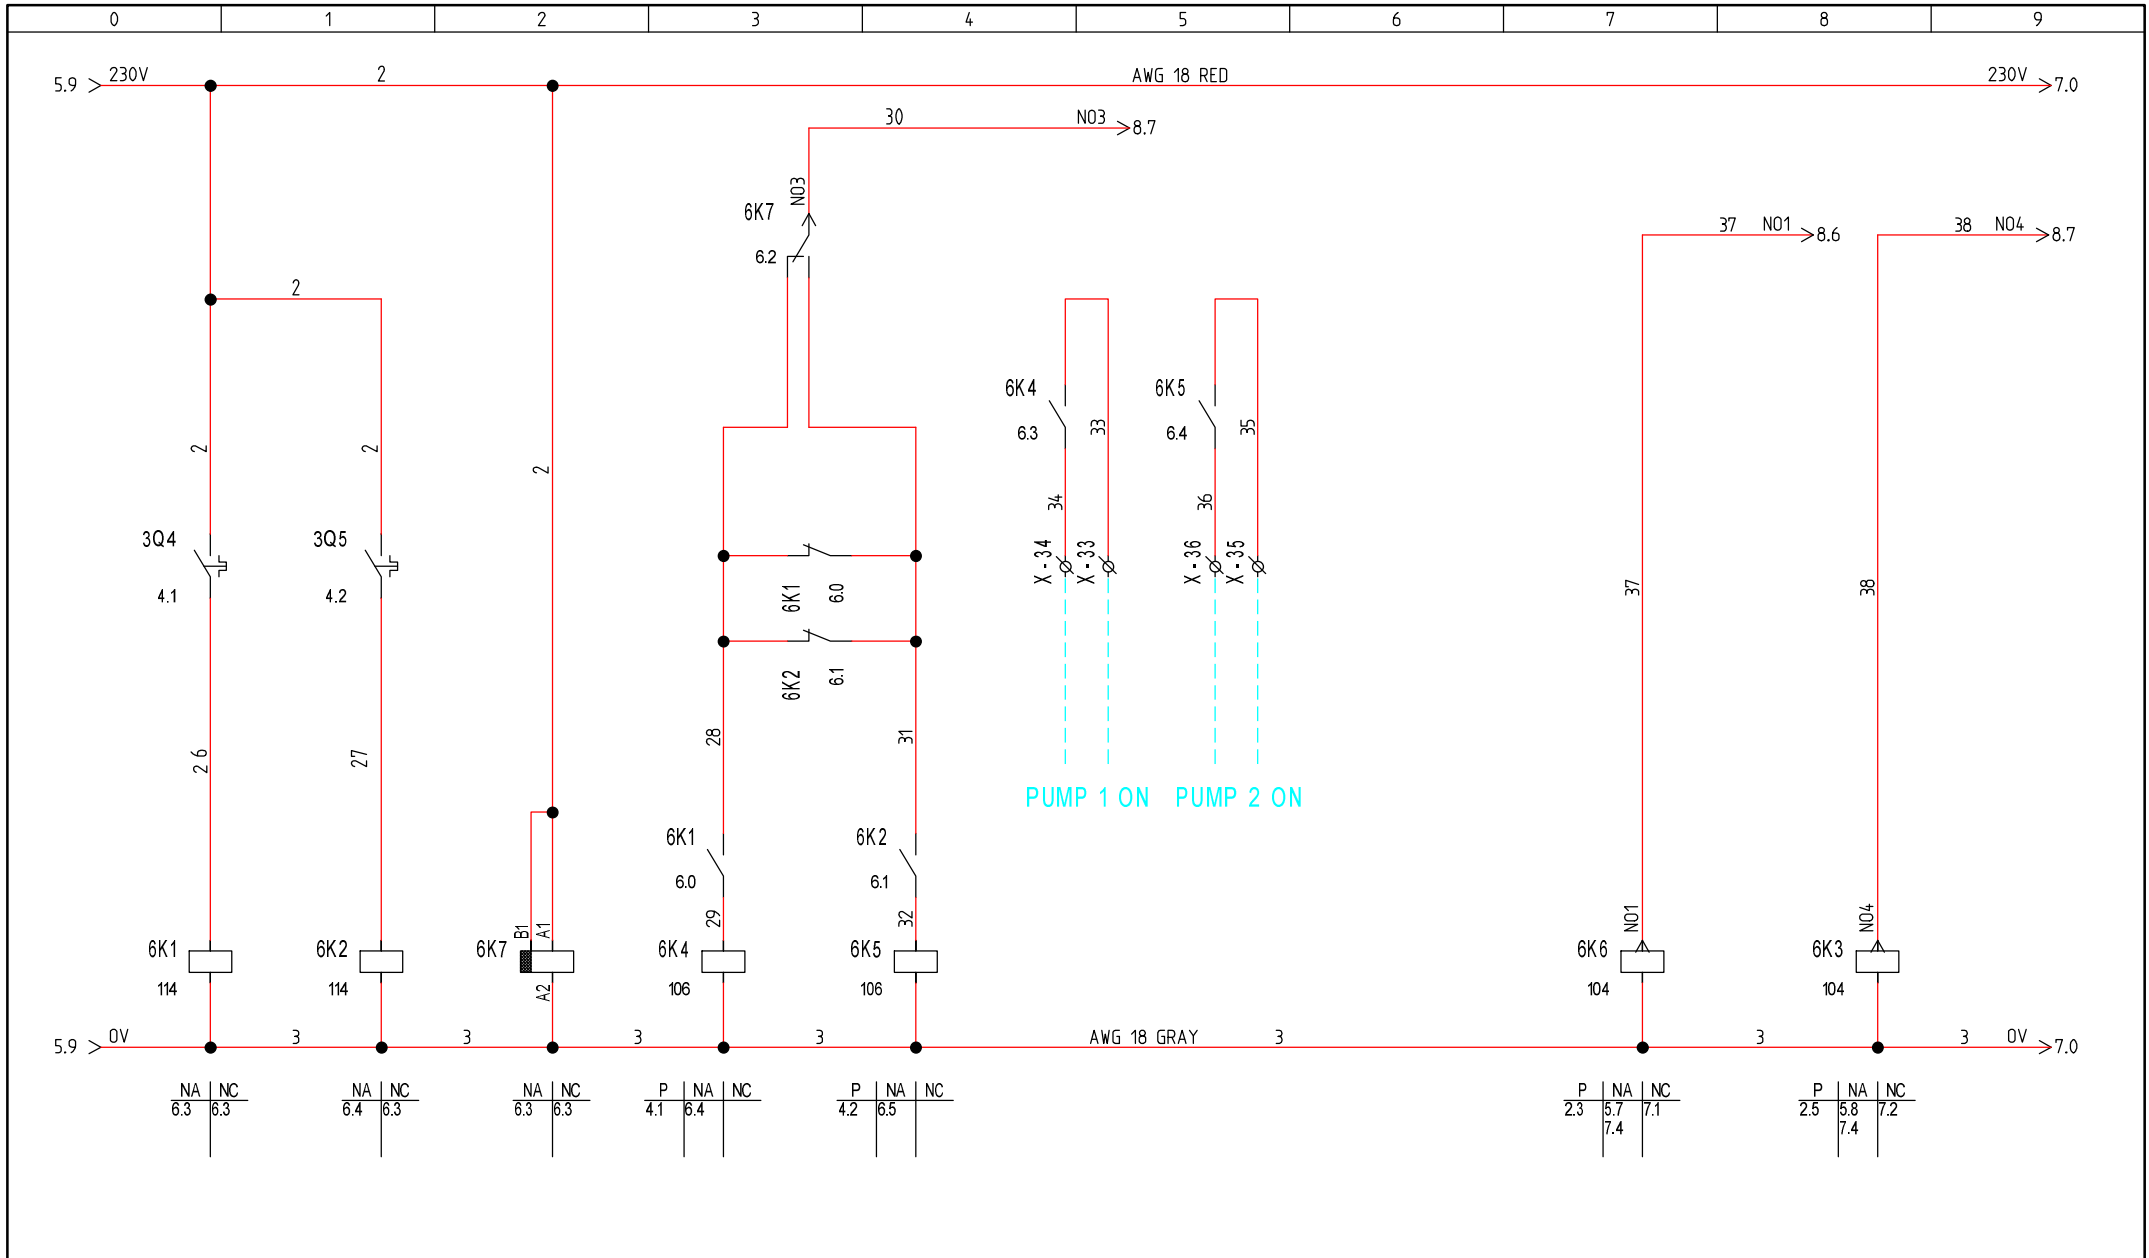 0 1 2 3 4 5 6 7 8 9
5.9 230V 2 AWG 18 RED 230V 7.0
30 NO3 8.7
NO3
6K7
6.2
37 NO1 8.6
38 NO4 8.7
2
6K4
6.3
33
6K5
6.4
35
2
2
2
34
36
3Q4
4.1
3Q5
4.2
X-34
X-33
X-36
X-35
6K1
6.0
6K2
6.1
37
38
26
27
28
31
PUMP 1 ON
PUMP 2 ON
6K1
6.0
6K2
6.1
29
32
B1
A1
NO1
NO4
6K1
114
6K2
114
6K7
A2
6K4
106
6K5
106
6K6
104
6K3
104
5.9 0V 3 3 3 3 AWG 18 GRAY 3 3 3 0V 7.0
NA NC
6.3 6.3
NA NC
6.4 6.3
NA NC
6.3 6.3
P NA NC
4.1 6.4
P NA NC
4.2 6.5
P NA NC
2.3 5.7 7.1
7.4
P NA NC
2.5 5.8 7.2
7.4